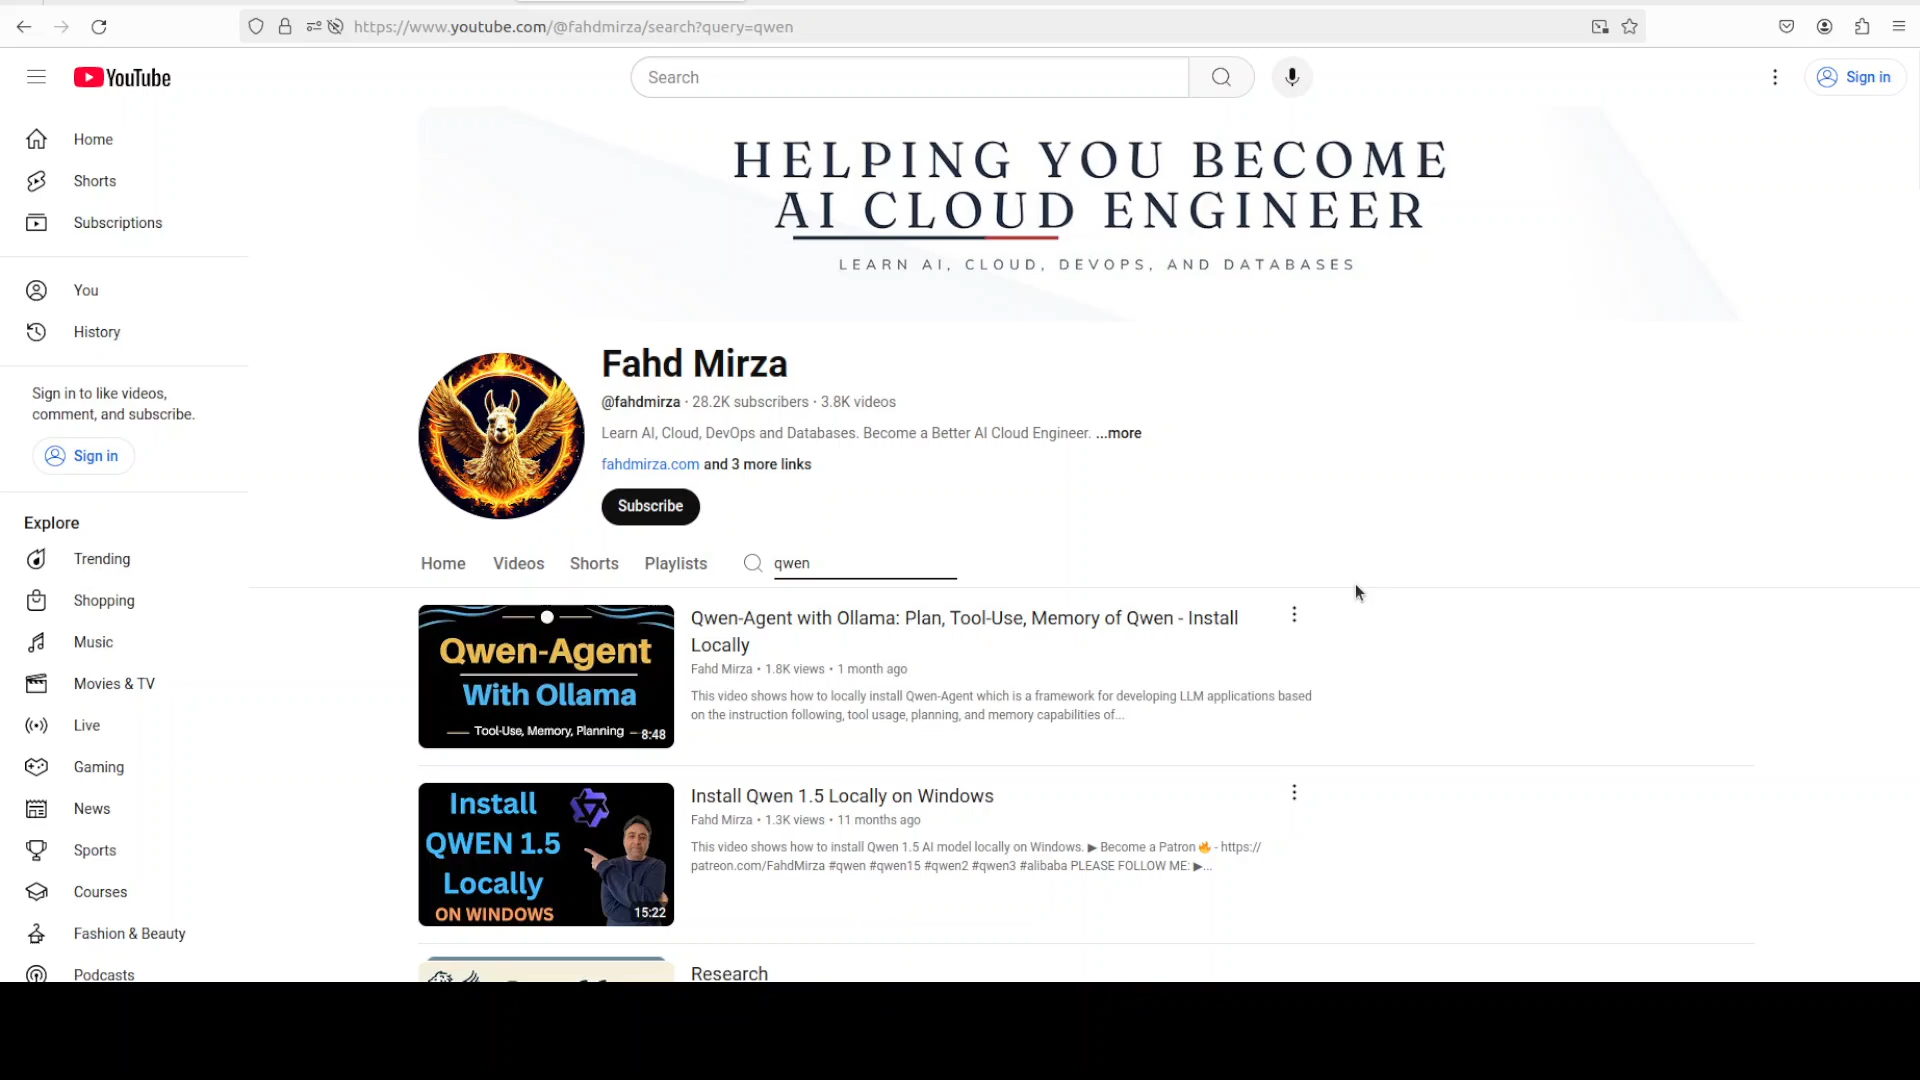 https://www.youtube.com/@fahdmirza/search?query=qwen
YouTube
Search
Sign in
Home
Shorts
Subscriptions
You
History
Sign in to like videos,
comment, and subscribe.
Sign in
Explore
Trending
Shopping
Music
Movies & TV
Live
Gaming
News
Sports
Courses
Fashion & Beauty
Podcasts
HELPING YOU BECOME
AI CLOUD ENGINEER
LEARN AI, CLOUD, DEVOPS, AND DATABASES
Fahd Mirza
@fahdmirza · 28.2K subscribers · 3.8K videos
Learn AI, Cloud, DevOps and Databases. Become a Better AI Cloud Engineer. ...more
fahdmirza.com and 3 more links
Subscribe
Home Videos Shorts Playlists qwen
Qwen-Agent
With Ollama
Tool-Use, Memory, Planning
8:48
Qwen-Agent with Ollama: Plan, Tool-Use, Memory of Qwen - Install
Locally
Fahd Mirza • 1.8K views • 1 month ago
This video shows how to locally install Qwen-Agent which is a framework for developing LLM applications based
on the instruction following, tool usage, planning, and memory capabilities of...
Install
QWEN 1.5
Locally
ON WINDOWS
15:22
Install Qwen 1.5 Locally on Windows
Fahd Mirza • 1.3K views • 11 months ago
This video shows how to install Qwen 1.5 AI model locally on Windows. ▶ Become a Patron 🔥 - https://
patreon.com/FahdMirza #qwen #qwen15 #qwen2 #qwen3 #alibaba PLEASE FOLLOW ME: ▶...
Research